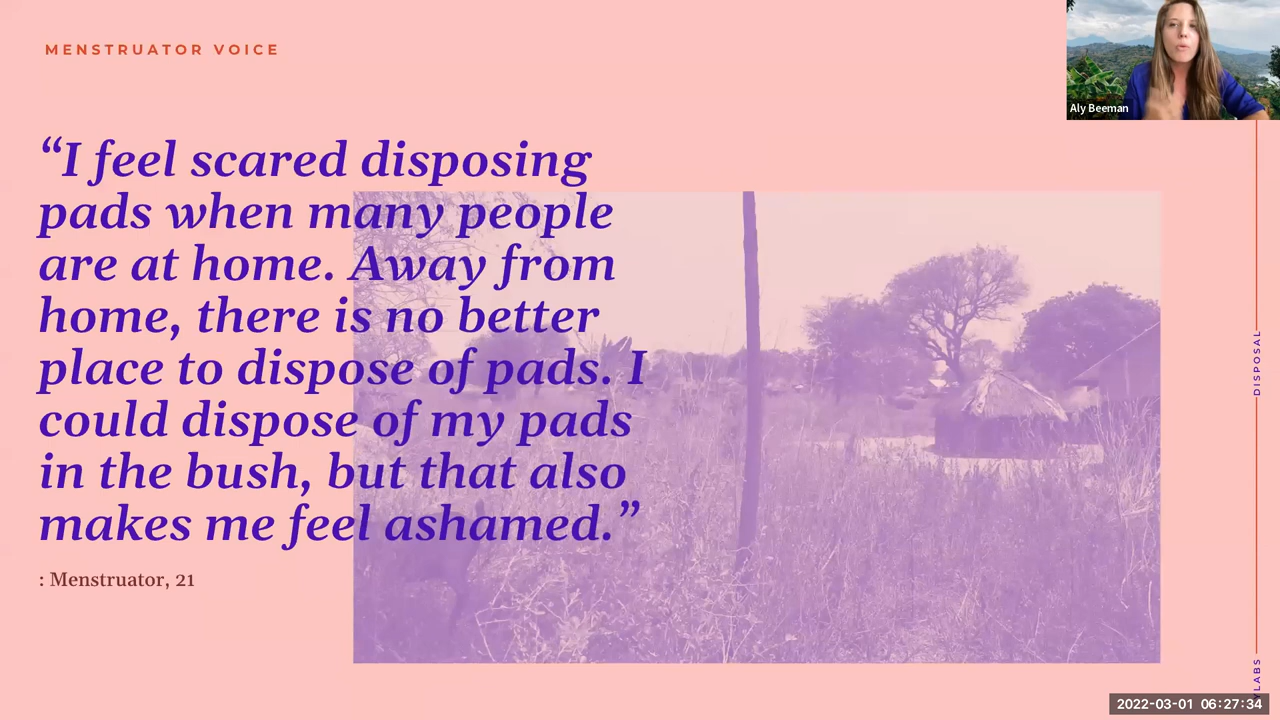 MENSTRUATOR VOICE
Aly Beeman
“I feel scared disposing
pads when many people
are at home. Away from
home, there is no better
place to dispose of pads. I
could dispose of my pads
in the bush, but that also
makes me feel ashamed.”
: Menstruator, 21
DISPOSAL
YLABS
2022-03-01 06:27:34